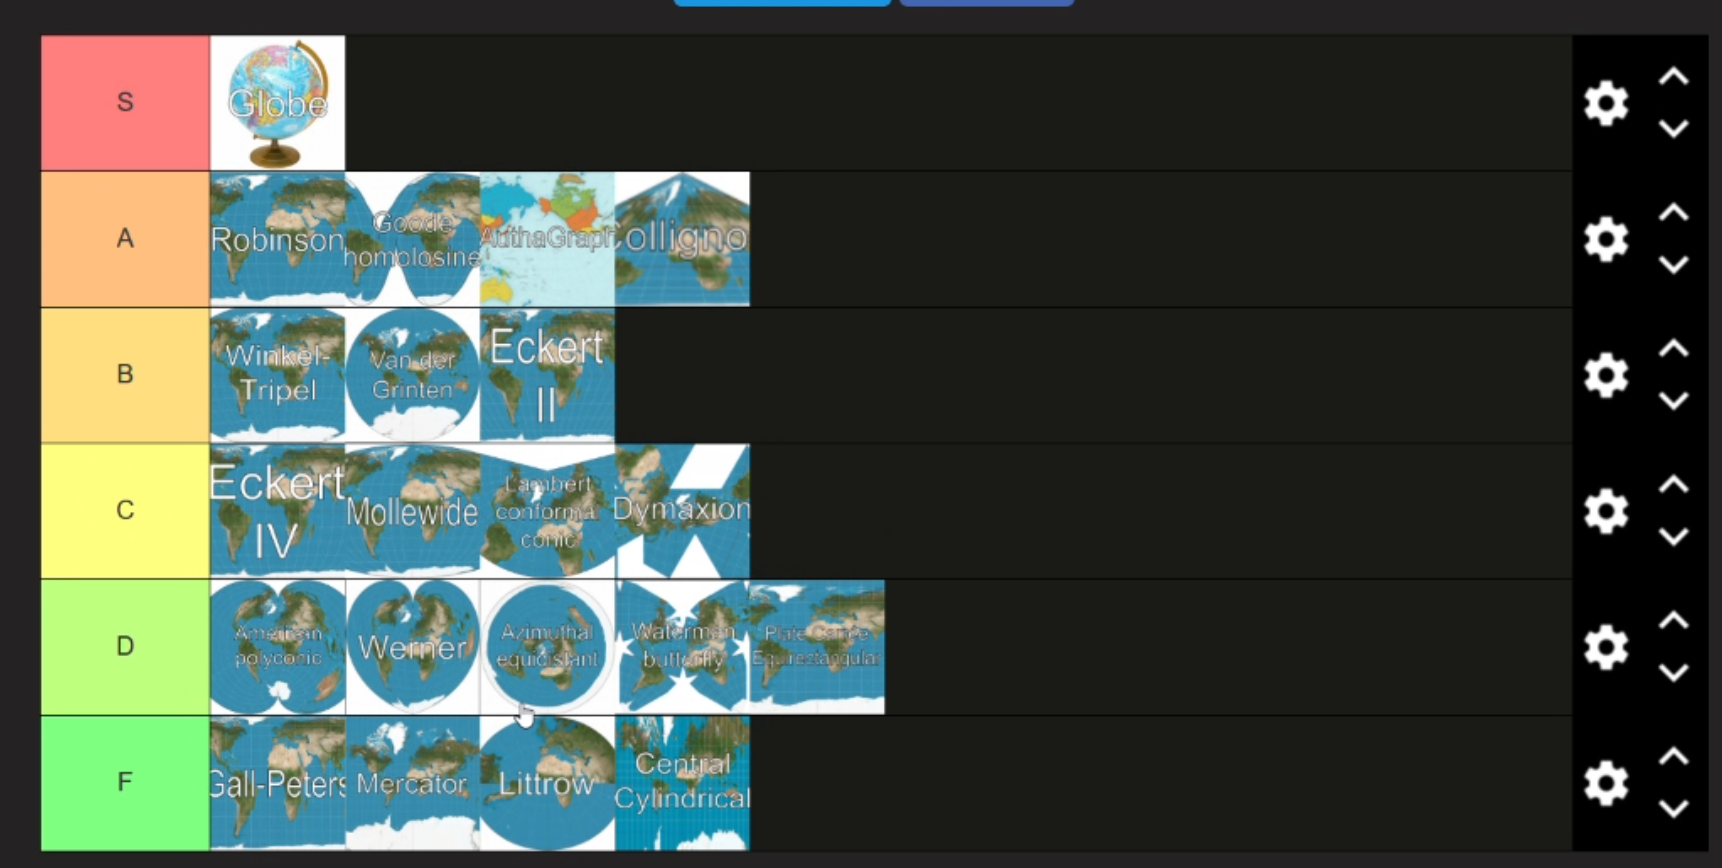 S
Globe
A
Robinson
Goode
homolosine
AuthaGraph
Collignon
B
Winkel-
Tripel
Van der
Grinten
Eckert
II
C
Eckert
IV
Mollewide
Lambert
conformal
conic
Dymaxion
D
American
polyconic
Werner
Azimuthal
equidistant
Waterman
butterfly
Plate Carrée
Equirectangular
F
Gall-Peters
Mercator
Littrow
Central
Cylindrical